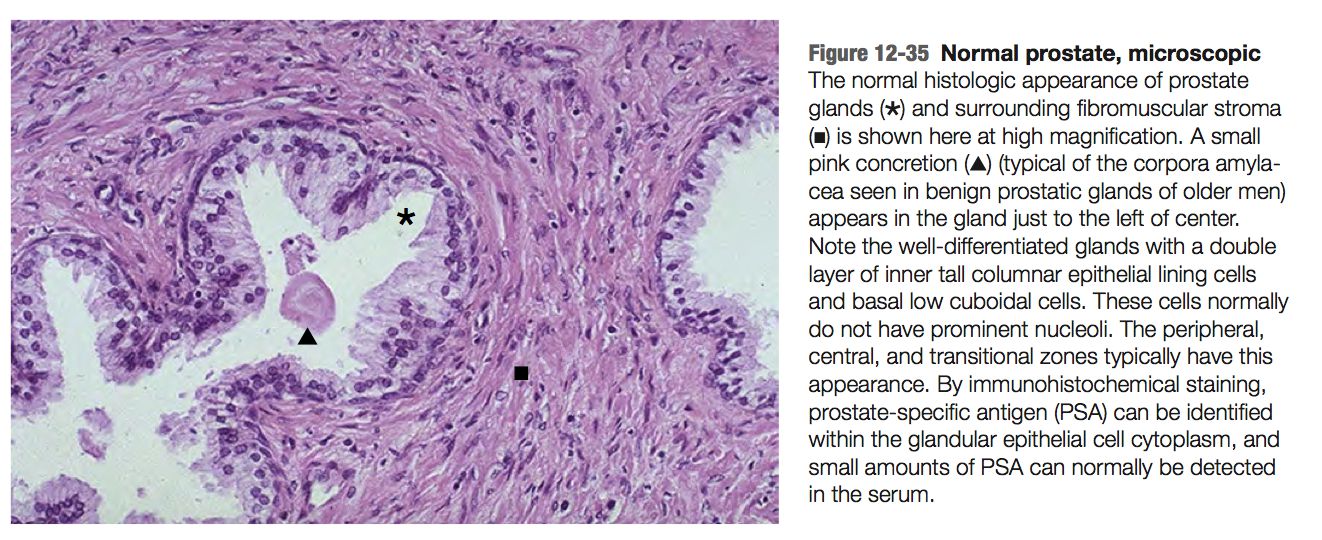 Figure 12-35 Normal prostate, microscopic
The normal histologic appearance of prostate
glands (*) and surrounding fibromuscular stroma
(■) is shown here at high magnification. A small
pink concretion (▲) (typical of the corpora amyla-
cea seen in benign prostatic glands of older men)
appears in the gland just to the left of center.
Note the well-differentiated glands with a double
layer of inner tall columnar epithelial lining cells
and basal low cuboidal cells. These cells normally
do not have prominent nucleoli. The peripheral,
central, and transitional zones typically have this
appearance. By immunohistochemical staining,
prostate-specific antigen (PSA) can be identified
within the glandular epithelial cell cytoplasm, and
small amounts of PSA can normally be detected
in the serum.